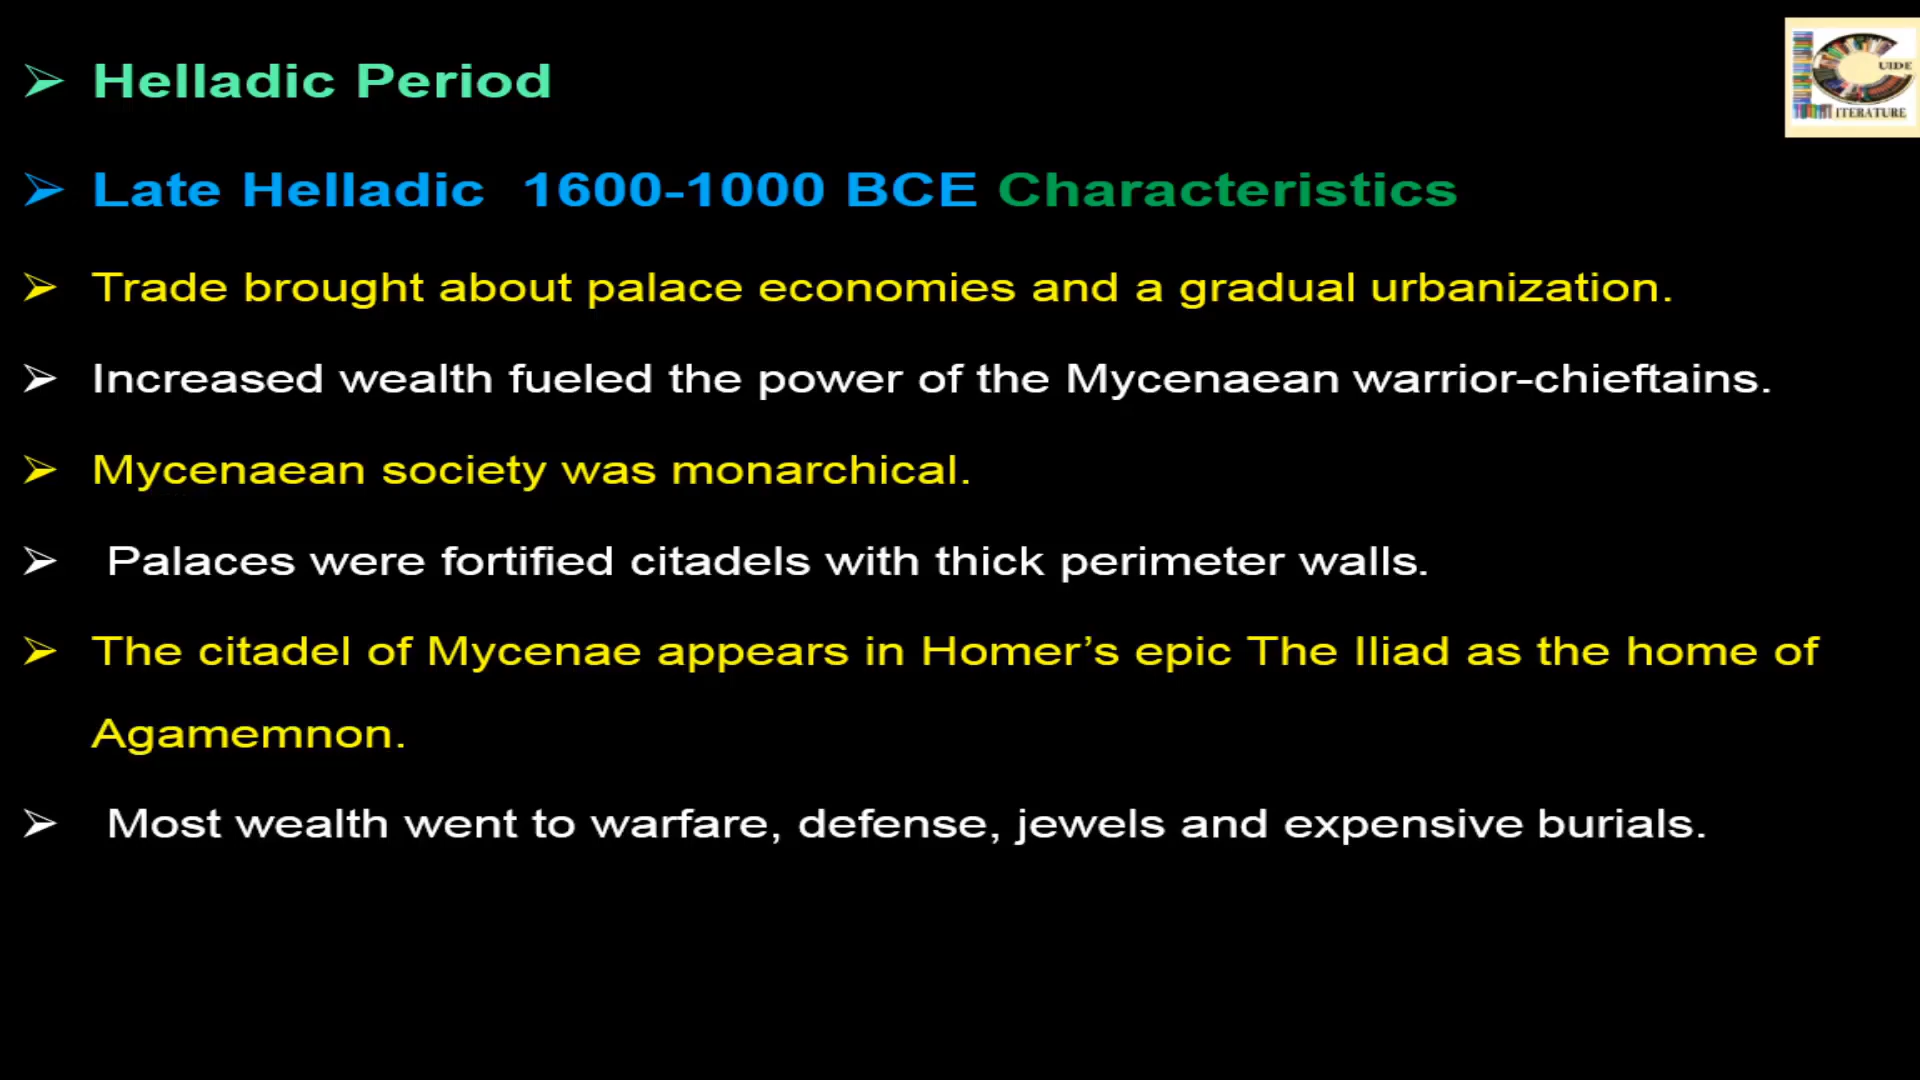 ➢ Helladic Period
➢ Late Helladic 1600-1000 BCE Characteristics
➢ Trade brought about palace economies and a gradual urbanization.
➢ Increased wealth fueled the power of the Mycenaean warrior-chieftains.
➢ Mycenaean society was monarchical.
➢ Palaces were fortified citadels with thick perimeter walls.
➢ The citadel of Mycenae appears in Homer’s epic The Iliad as the home of
Agamemnon.
➢ Most wealth went to warfare, defense, jewels and expensive burials.
UIDE
ITERATURE